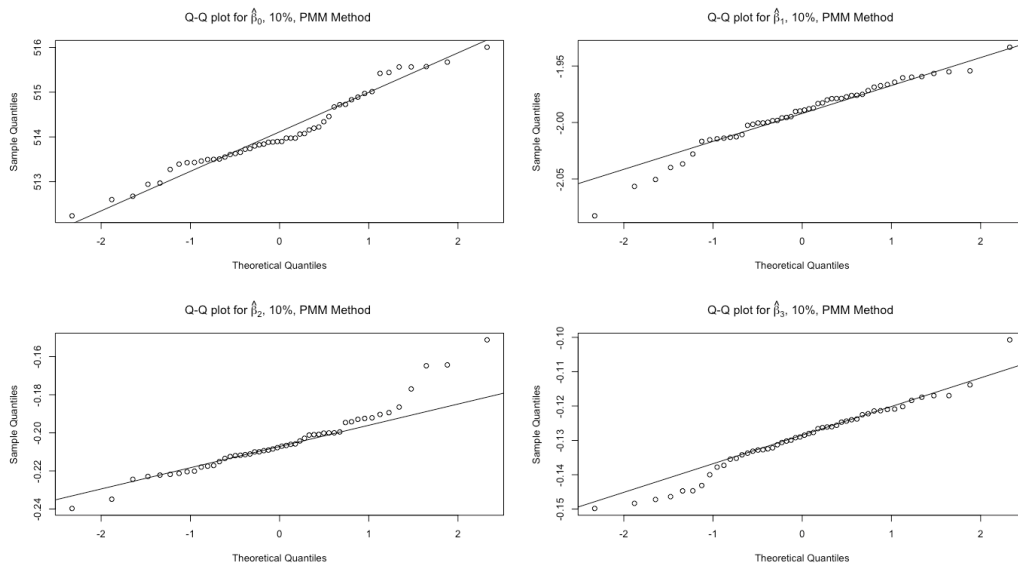 Q-Q plot for β̂₀, 10%, PMM Method
Sample Quantiles
513 514 515 516
-2 -1 0 1 2
Theoretical Quantiles
Q-Q plot for β̂₁, 10%, PMM Method
Sample Quantiles
-2.05 -2.00 -1.95
-2 -1 0 1 2
Theoretical Quantiles
Q-Q plot for β̂₂, 10%, PMM Method
Sample Quantiles
-0.24 -0.22 -0.20 -0.18 -0.16
-2 -1 0 1 2
Theoretical Quantiles
Q-Q plot for β̂₃, 10%, PMM Method
Sample Quantiles
-0.15 -0.14 -0.13 -0.12 -0.11 -0.10
-2 -1 0 1 2
Theoretical Quantiles